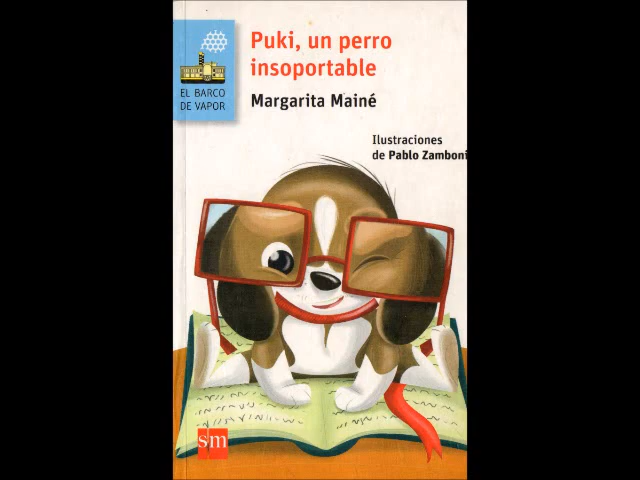 Puki, un perro
insoportable
Margarita Mainé
EL BARCO
DE VAPOR
Ilustraciones
de Pablo Zamboni
sm